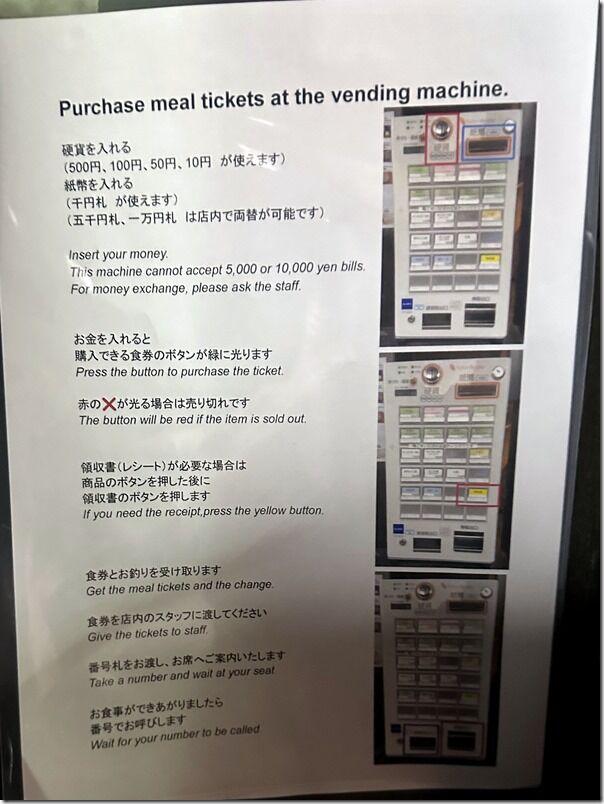 Purchase meal tickets at the vending machine.
硬貨を入れる
（500円、100円、50円、10円 が使えます）
紙幣を入れる
（千円札 が使えます）
（五千円札、一万円札 は店内で両替が可能です）
Insert your money.
This machine cannot accept 5,000 or 10,000 yen bills.
For money exchange, please ask the staff.
お金を入れると
購入できる食券のボタンが緑に光ります
Press the button to purchase the ticket.
赤の❌が光る場合は売り切れです
The button will be red if the item is sold out.
領収書（レシート）が必要な場合は
商品のボタンを押した後に
領収書のボタンを押します
If you need the receipt,press the yellow button.
食券とお釣りを受け取ります
Get the meal tickets and the change.
食券を店内のスタッフに渡してください
Give the tickets to staff.
番号札をお渡し、お席へご案内いたします
Take a number and wait at your seat
お食事ができあがりましたら
番号でお呼びします
Wait for your number to be called
硬貨
紙幣